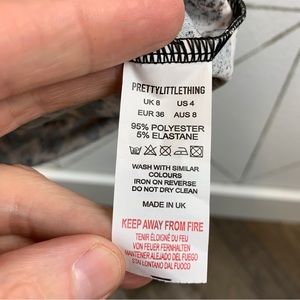 PRETTYLITTLETHING
UK 8 US 4
EUR 36 AUS 8
95% POLYESTER
5% ELASTANE
WASH WITH SIMILAR
COLOURS
IRON ON REVERSE
DO NOT DRY CLEAN
MADE IN UK
KEEP AWAY FROM FIRE
TENIR ÉLOIGNÉ DU FEU
VON FEUER FERNHALTEN
MANTENER ALEJADO DEL FUEGO
STAI LONTANO DAL FUOCO